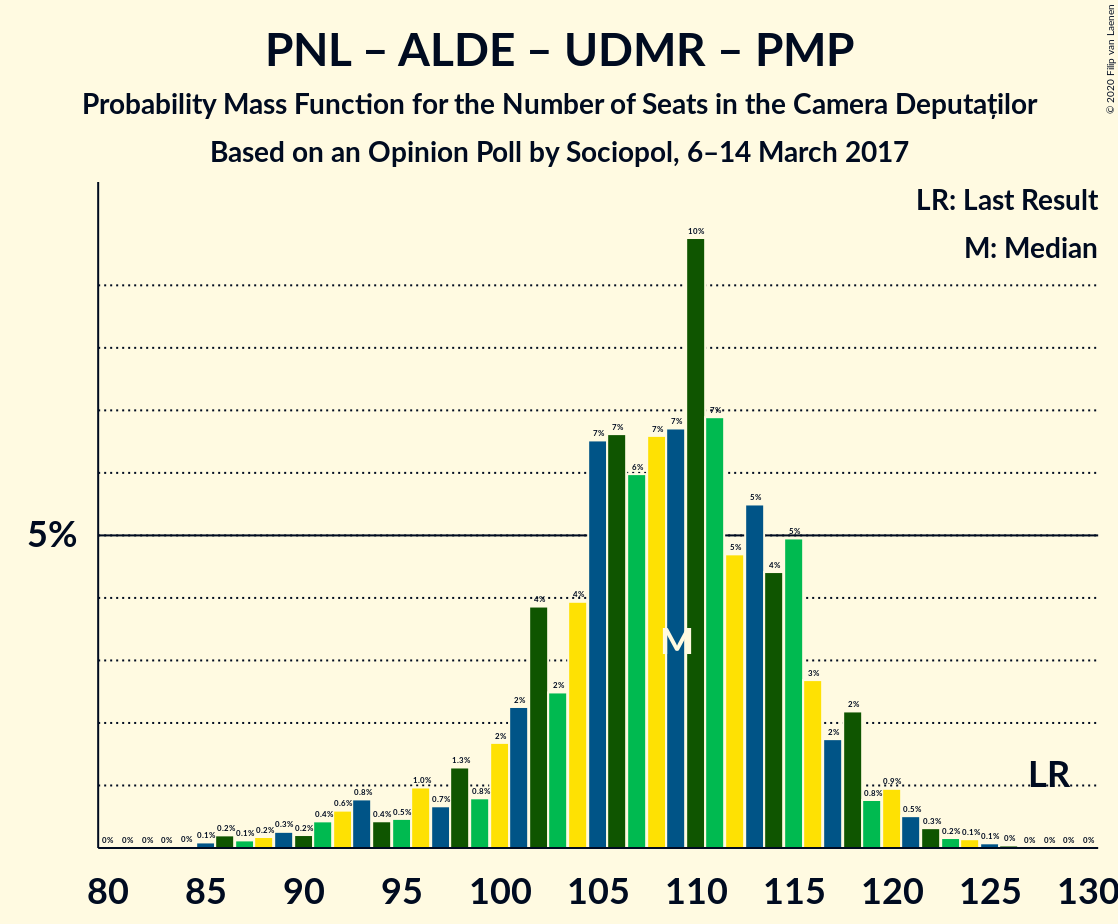 PNL – ALDE – UDMR – PMP
Probability Mass Function for the Number of Seats in the Camera Deputaților
Based on an Opinion Poll by Sociopol, 6–14 March 2017
© 2020 Filip van Laenen
LR: Last Result
M: Median
5%
0% 0% 0% 0% 0% 0.1% 0.2% 0.1% 0.2% 0.3% 0.2% 0.4% 0.6% 0.8% 0.4% 0.5% 1.0% 0.7% 1.3% 0.8% 2% 2% 4% 2% 4% 7% 7% 6% 7% 7% 10% 7% 5% 5% 4% 5% 3% 2% 2% 0.8% 0.9% 0.5% 0.3% 0.2% 0.1% 0.1% 0% 0% 0% 0% 0%
M
LR
80 85 90 95 100 105 110 115 120 125 130